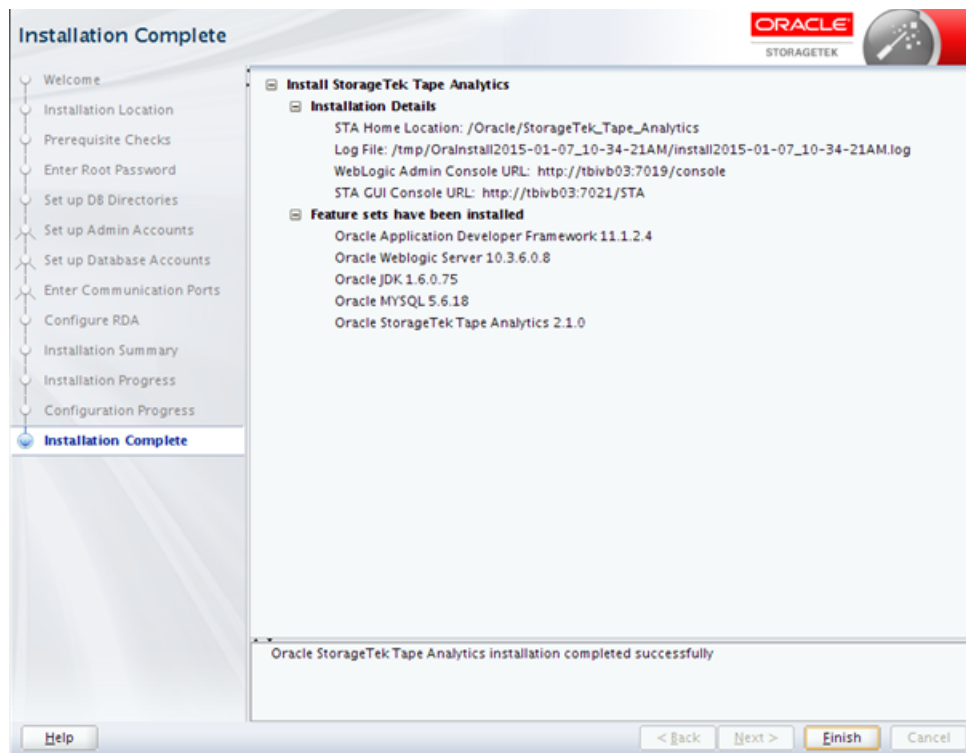 Installation Complete
ORACLE
STORAGETEK
Welcome
Installation Location
Prerequisite Checks
Enter Root Password
Set up DB Directories
Set up Admin Accounts
Set up Database Accounts
Enter Communication Ports
Configure RDA
Installation Summary
Installation Progress
Configuration Progress
Installation Complete
Install StorageTek Tape Analytics
Installation Details
STA Home Location: /Oracle/StorageTek_Tape_Analytics
Log File: /tmp/OraInstall2015-01-07_10-34-21AM/install2015-01-07_10-34-21AM.log
WebLogic Admin Console URL: http://tbivb03:7019/console
STA GUI Console URL: http://tbivb03:7021/STA
Feature sets have been installed
Oracle Application Developer Framework 11.1.2.4
Oracle Weblogic Server 10.3.6.0.8
Oracle JDK 1.6.0.75
Oracle MYSQL 5.6.18
Oracle StorageTek Tape Analytics 2.1.0
Oracle StorageTek Tape Analytics installation completed successfully
Help
< Back
Next >
Finish
Cancel